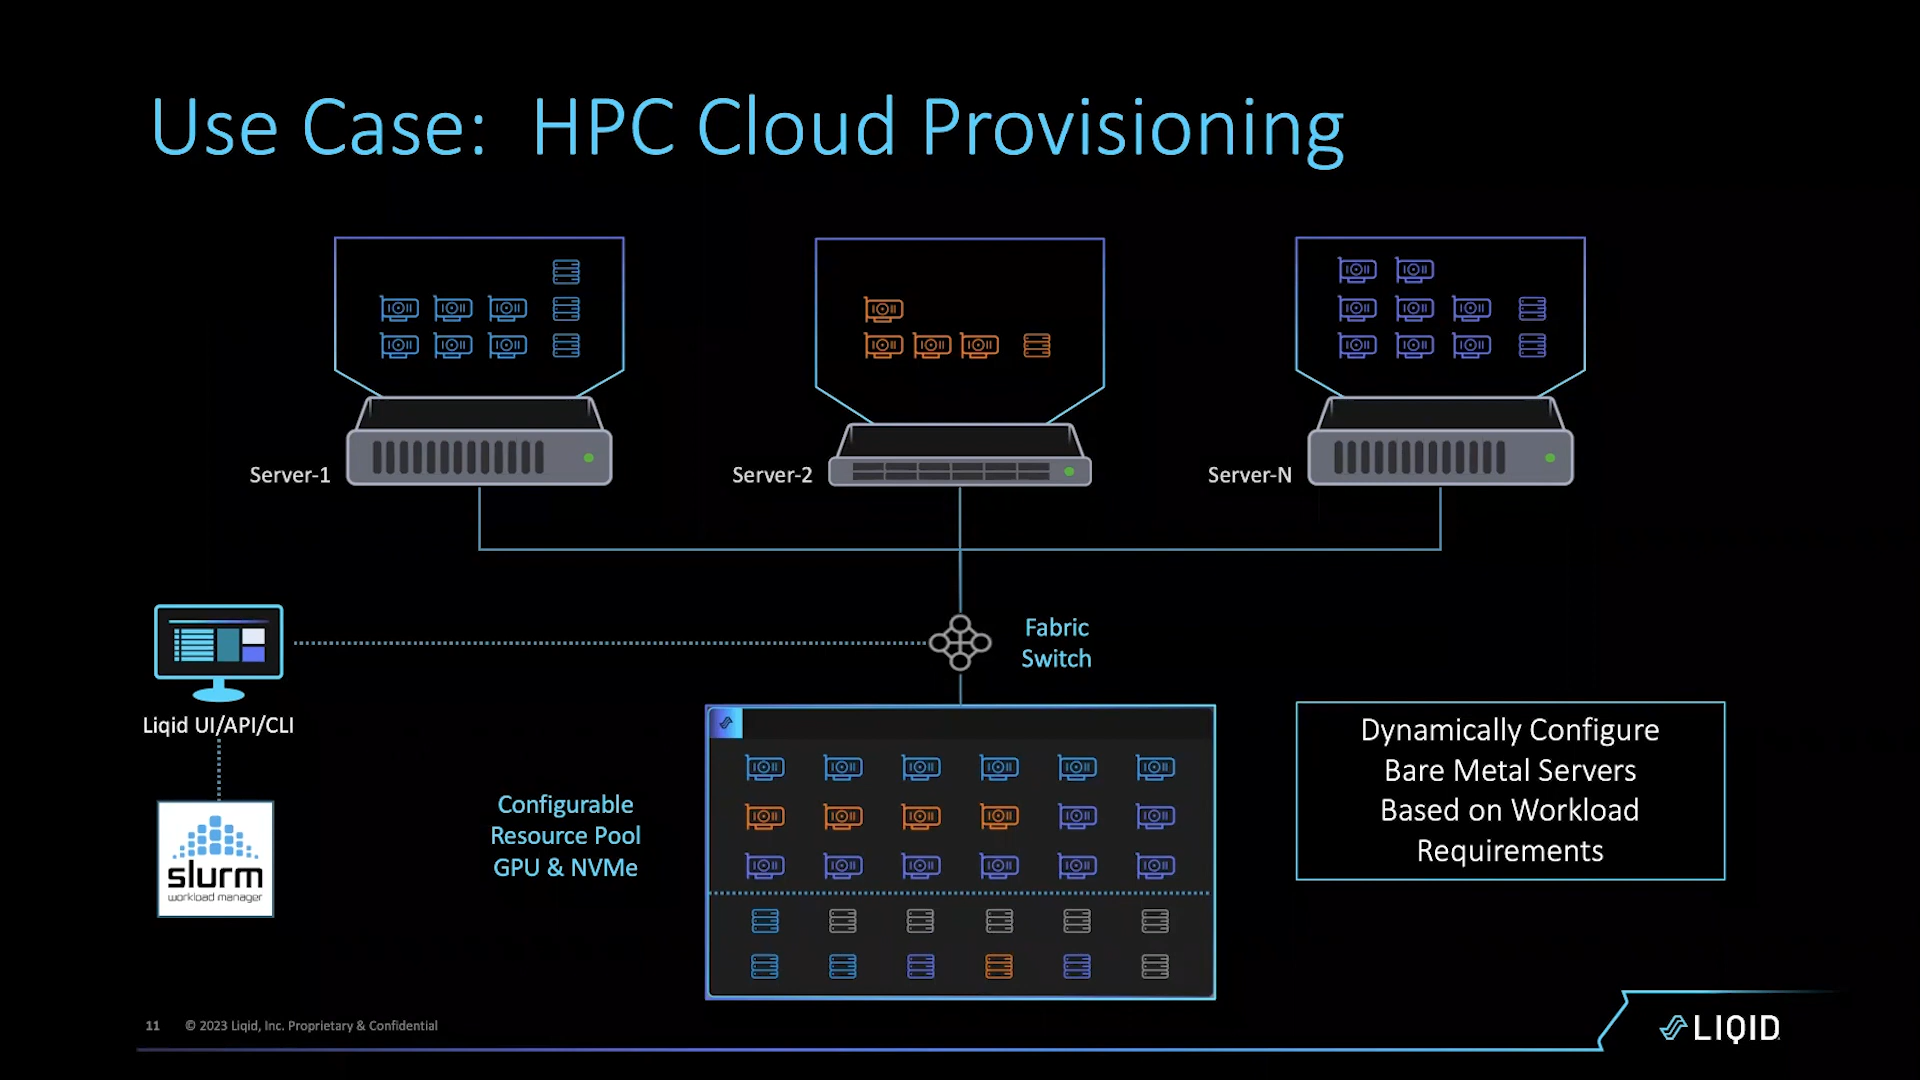 Use Case: HPC Cloud Provisioning
Server-1
Server-2
Server-N
Fabric
Switch
Liqid UI/API/CLI
slurm
workload manager
Configurable
Resource Pool
GPU & NVMe
Dynamically Configure
Bare Metal Servers
Based on Workload
Requirements
11 © 2023 Liqid, Inc. Proprietary & Confidential
LIQID